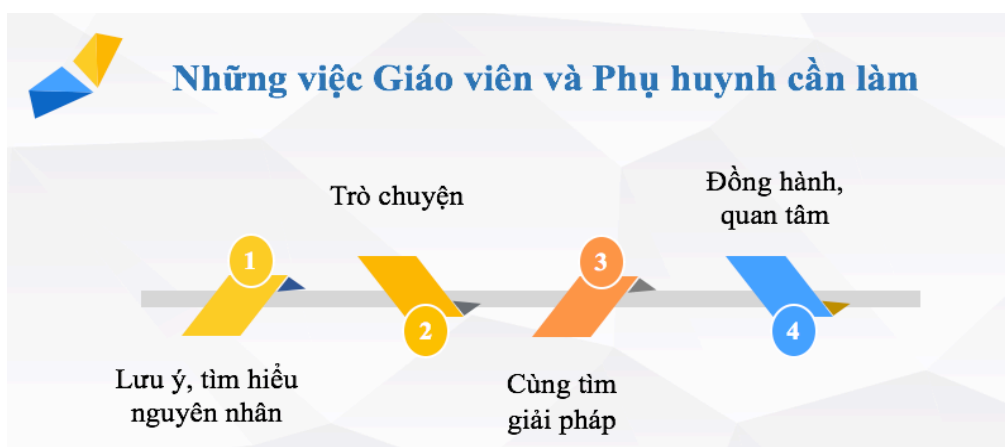 Những việc Giáo viên và Phụ huynh cần làm
1
Lưu ý, tìm hiểu
nguyên nhân
Trò chuyện
2
3
Cùng tìm
giải pháp
Đồng hành,
quan tâm
4